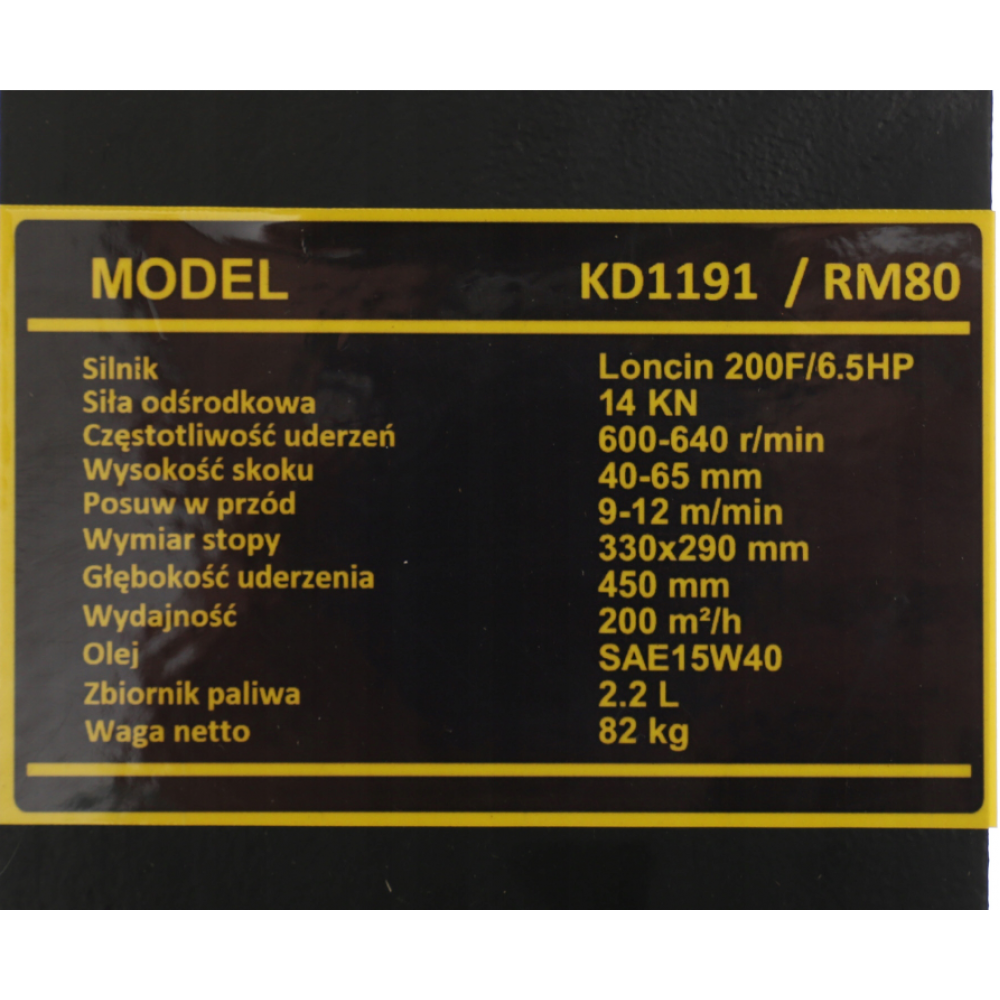 MODEL KD1191 / RM80
Silnik Loncin 200F/6.5HP
Siła odśrodkowa 14 KN
Częstotliwość uderzeń 600-640 r/min
Wysokość skoku 40-65 mm
Posuw w przód 9-12 m/min
Wymiar stopy 330x290 mm
Głębokość uderzenia 450 mm
Wydajność 200 m²/h
Olej SAE15W40
Zbiornik paliwa 2.2 L
Waga netto 82 kg